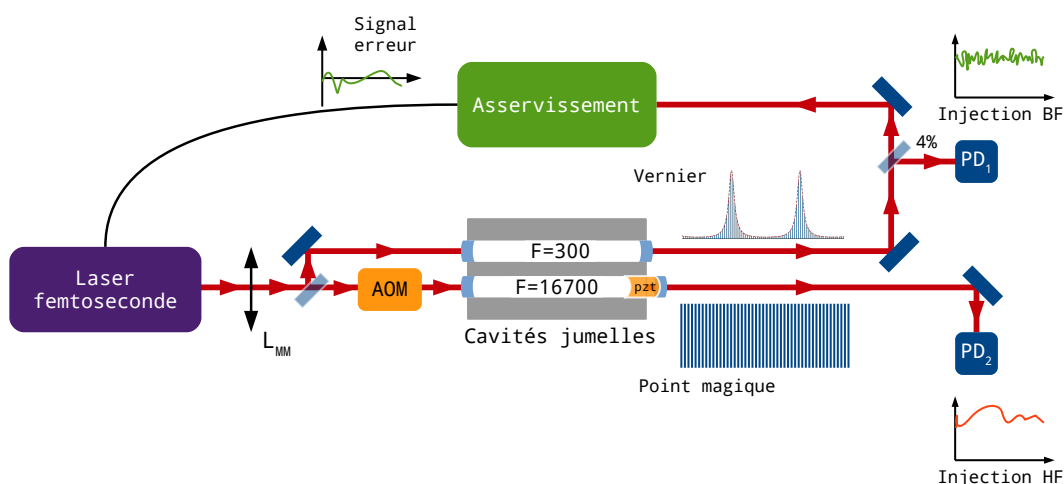 Signal
erreur
Asservissement
Injection BF
4%
PD1
Vernier
F=300
Laser
femtoseconde
AOM
F=16700
pzt
LMM
Cavités jumelles
Point magique
PD2
Injection HF